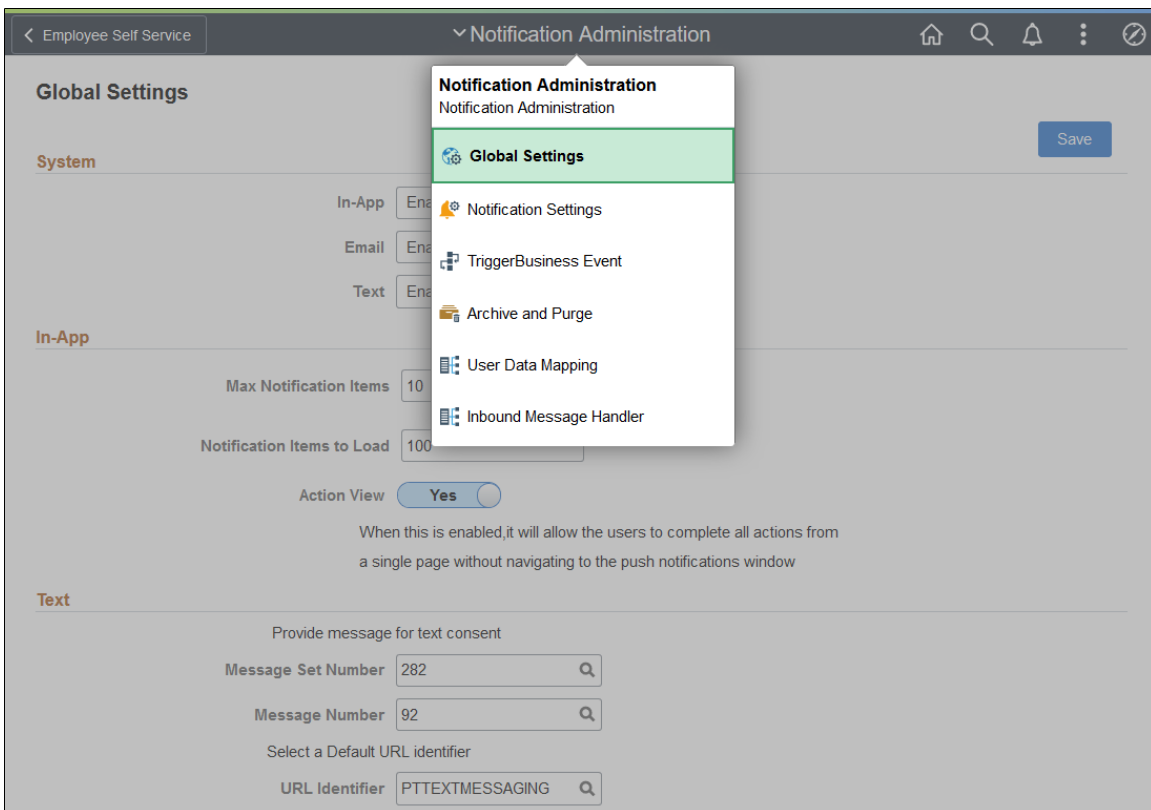 Employee Self Service
Notification Administration
Global Settings
Notification Administration
Notification Administration
Global Settings
Notification Settings
TriggerBusiness Event
Archive and Purge
User Data Mapping
Inbound Message Handler
Save
System
In-App Ena
Email Ena
Text Ena
In-App
Max Notification Items 10
Notification Items to Load 100
Action View Yes
When this is enabled,it will allow the users to complete all actions from
a single page without navigating to the push notifications window
Text
Provide message for text consent
Message Set Number 282
Message Number 92
Select a Default URL identifier
URL Identifier PTTEXTMESSAGING